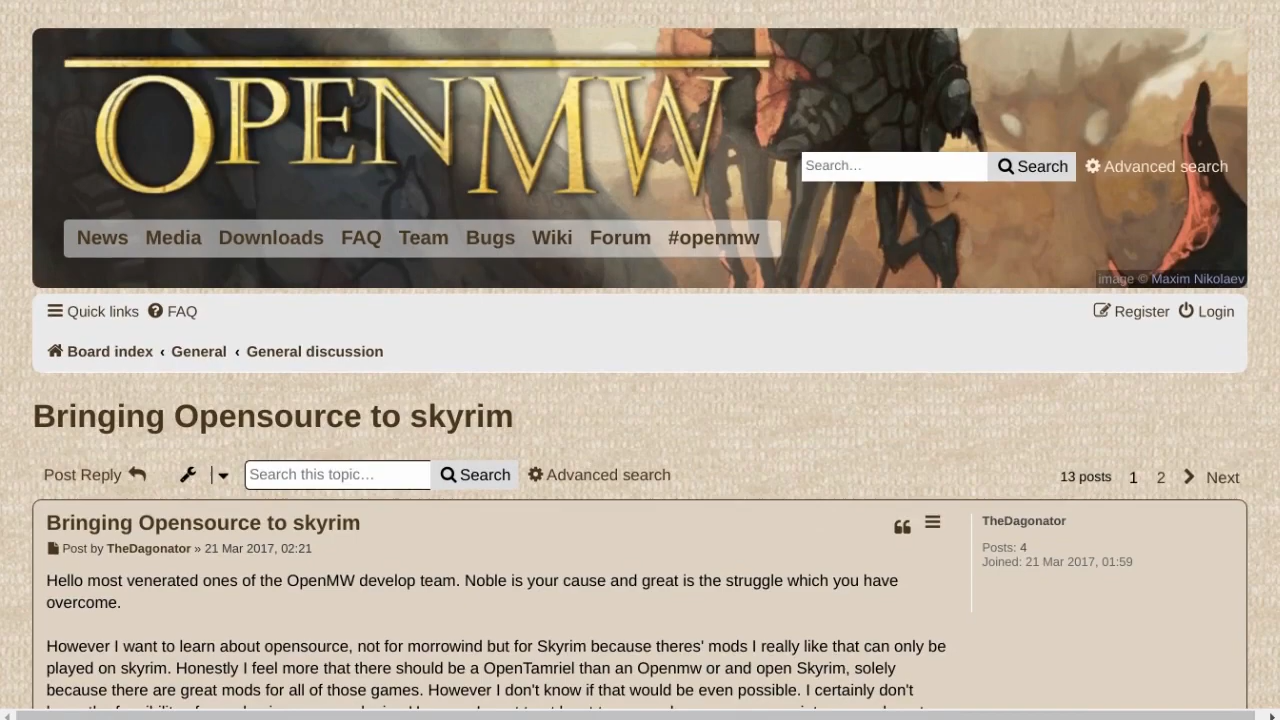 OPENMW
Search…
Search
Advanced search
News Media Downloads FAQ Team Bugs Wiki Forum #openmw
image © Maxim Nikolaev
Quick links FAQ
Register Login
Board index ‹ General ‹ General discussion
Bringing Opensource to skyrim
Post Reply
Search this topic…
Search
Advanced search
13 posts 1 2 Next
Bringing Opensource to skyrim
Post by TheDagonator » 21 Mar 2017, 02:21
TheDagonator
Posts: 4
Joined: 21 Mar 2017, 01:59
Hello most venerated ones of the OpenMW develop team. Noble is your cause and great is the struggle which you have
overcome.
However I want to learn about opensource, not for morrowind but for Skyrim because theres' mods I really like that can only be
played on skyrim. Honestly I feel more that there should be a OpenTamriel than an Openmw or and open Skyrim, solely
because there are great mods for all of those games. However I don't know if that would be even possible. I certainly don't